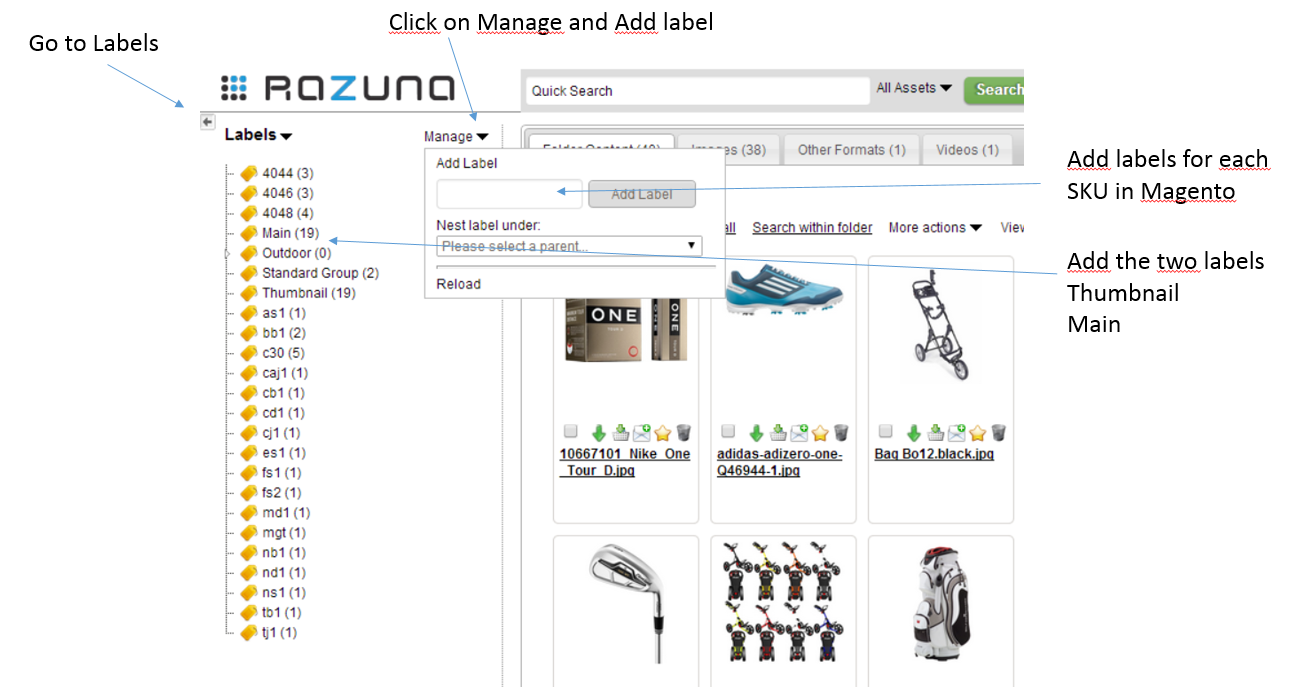 Click on Manage and Add label
Go to Labels
RAZUNA
Quick Search
All Assets
Search
Labels
Manage
4044 (3)
4046 (3)
4048 (4)
Main (19)
Outdoor (0)
Standard Group (2)
Thumbnail (19)
as1 (1)
bb1 (2)
c30 (5)
caj1 (1)
cb1 (1)
cd1 (1)
cj1 (1)
es1 (1)
fs1 (1)
fs2 (1)
md1 (1)
mgt (1)
nb1 (1)
nd1 (1)
ns1 (1)
tb1 (1)
tj1 (1)
Add Label
Add Label
Nest label under:
Please select a parent...
Reload
Folder Content (40)
(38)
Other Formats (1)
Videos (1)
Search within folder
More actions
ONE
ONE
10667101_Nike_One
_Tour_D.jpg
adidas-adizero-one-
Q46944-1.jpg
Bag Bo12.black.jpg
Add labels for each
SKU in Magento
Add the two labels
Thumbnail
Main